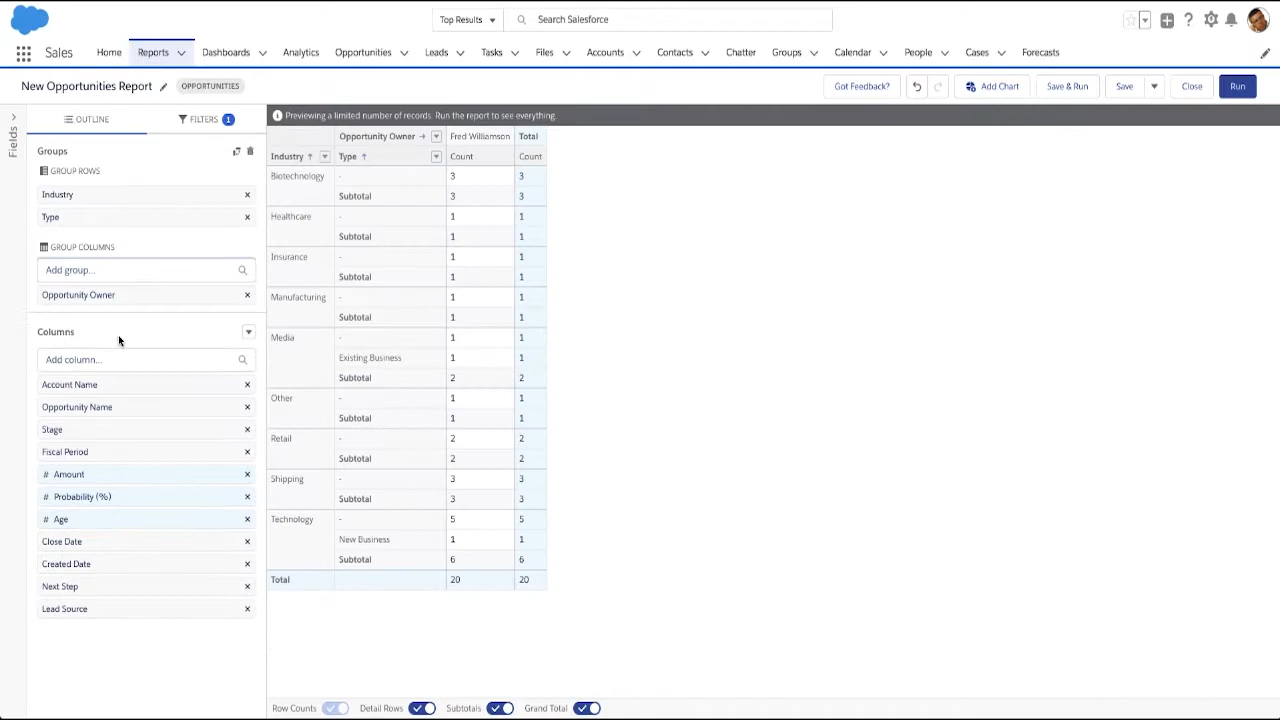 Top Results
Search Salesforce
Sales
Home
Reports
Dashboards
Analytics
Opportunities
Leads
Tasks
Files
Accounts
Contacts
Chatter
Groups
Calendar
People
Cases
Forecasts
New Opportunities Report
OPPORTUNITIES
Got Feedback?
Add Chart
Save & Run
Save
Close
Run
Fields
OUTLINE
FILTERS 1
Groups
GROUP ROWS
Industry
Type
GROUP COLUMNS
Add group...
Opportunity Owner
Columns
Add column...
Account Name
Opportunity Name
Stage
Fiscal Period
# Amount
# Probability (%)
# Age
Close Date
Created Date
Next Step
Lead Source
Previewing a limited number of records. Run the report to see everything.
Opportunity Owner → Fred Williamson Total
Industry ↑ Type ↑ Count Count
Biotechnology - 3 3
Subtotal 3 3
Healthcare - 1 1
Subtotal 1 1
Insurance - 1 1
Subtotal 1 1
Manufacturing - 1 1
Subtotal 1 1
Media - 1 1
Existing Business 1 1
Subtotal 2 2
Other - 1 1
Subtotal 1 1
Retail - 2 2
Subtotal 2 2
Shipping - 3 3
Subtotal 3 3
Technology - 5 5
New Business 1 1
Subtotal 6 6
Total 20 20
Row Counts
Detail Rows
Subtotals
Grand Total